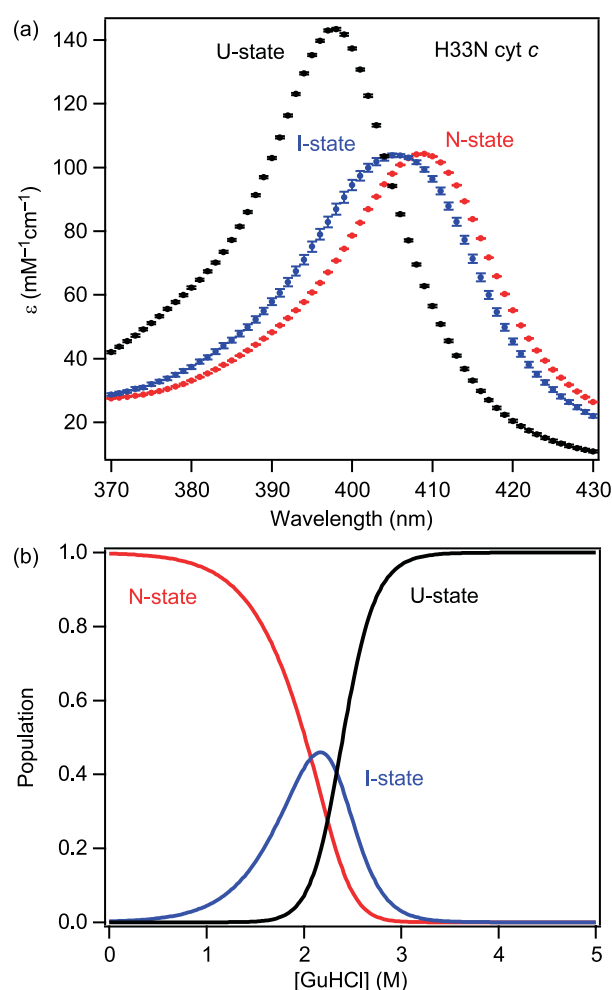 (a)
140
120
100
80
60
40
20
ε (mM⁻¹cm⁻¹)
U-state
H33N cyt c
I-state
N-state
370 380 390 400 410 420 430
Wavelength (nm)
(b)
1.0
0.8
0.6
0.4
0.2
0.0
Population
N-state
U-state
I-state
0 1 2 3 4 5
[GuHCl] (M)